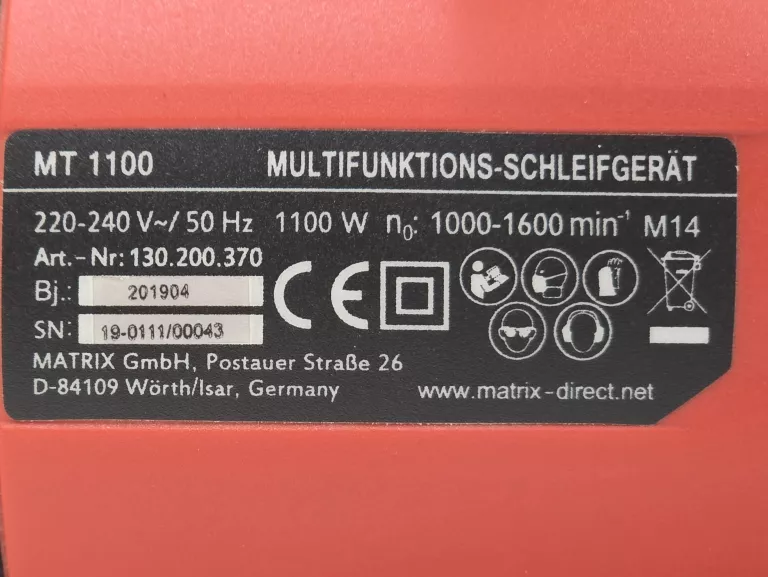 MT 1100 MULTIFUNKTIONS-SCHLEIFGERÄT
220-240 V~/ 50 Hz 1100 W n₀: 1000-1600 min⁻¹ M14
Art.-Nr: 130.200.370
Bj.: 201904
SN: 19-0111/00043
CE
MATRIX GmbH, Postauer Straße 26
D-84109 Wörth/Isar, Germany www.matrix-direct.net